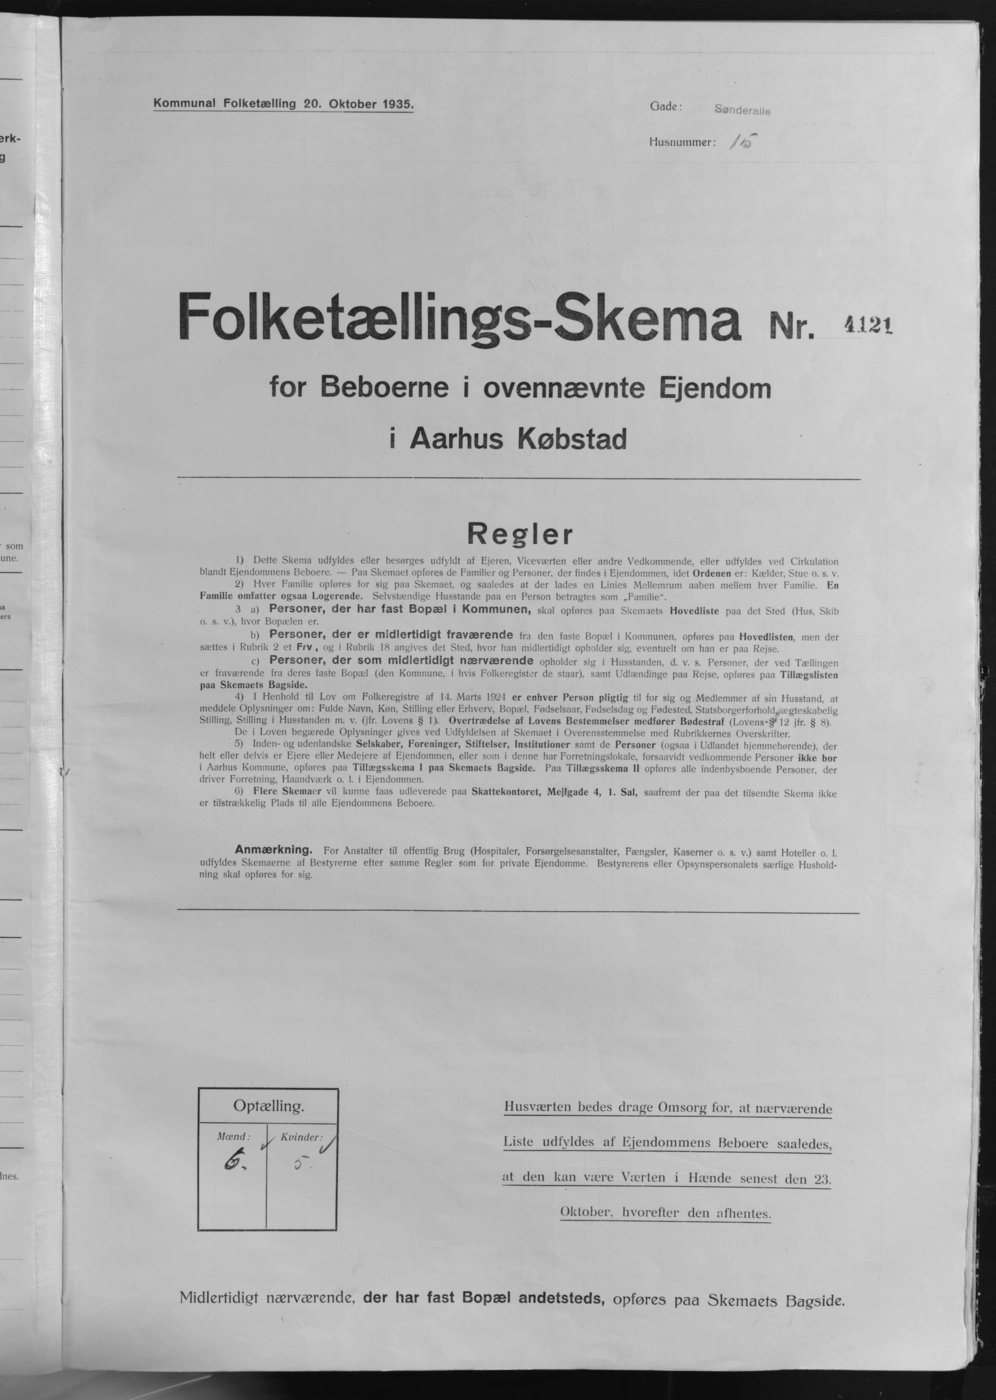 Kommunal Folketælling 20. Oktober 1935.
Gade: Sønderalle
Husnummer: 15
Folketællings-Skema Nr. 4121
for Beboerne i ovennævnte Ejendom
i Aarhus Købstad
Regler
1) Dette Skema udfyldes eller besørges udfyldt af Ejeren, Viceværten eller andre Vedkommende, eller udfyldes ved Cirkulation
blandt Ejendommens Beboere. — Paa Skemaet opføres de Familier og Personer, der findes i Ejendommen, idet Ordenen er: Kælder, Stue o. s. v.
2) Hver Familie opføres for sig paa Skemaet, og saaledes at der lades en Linies Mellemrum aaben mellem hver Familie. En
Familie omfatter ogsaa Logerende. Selvstændige Husstande paa en Person betragtes som „Familie“.
3 a) Personer, der har fast Bopæl i Kommunen, skal opføres paa Skemaets Hovedliste paa det Sted (Hus, Skib
o. s. v.), hvor Bopælen er.
b) Personer, der er midlertidigt fraværende fra den faste Bopæl i Kommunen, opføres paa Hovedlisten, men der
sættes i Rubrik 2 et Frv, og i Rubrik 18 angives det Sted, hvor han midlertidigt opholder sig, eventuelt om han er paa Rejse.
c) Personer, der som midlertidigt nærværende opholder sig i Husstanden, d. v. s. Personer, der ved Tællingen
er fraværende fra deres faste Bopæl (den Kommune, i hvis Folkeregister de staar), samt Udlændinge paa Rejse, opføres paa Tillægslisten
paa Skemaets Bagside.
4) I Henhold til Lov om Folkeregistre af 14. Marts 1924 er enhver Person pligtig til for sig og Medlemmer af sin Husstand, at
meddele Oplysninger om: Fulde Navn, Køn, Stilling eller Erhverv, Bopæl, Fødselsaar, Fødselsdag og Fødested, Statsborgerforhold, ægteskabelig
Stilling, Stilling i Husstanden m. v. (jfr. Lovens § 1). Overtrædelse af Lovens Bestemmelser medfører Bødestraf (Lovens § 12 jfr. § 8).
De i Loven begærede Oplysninger gives ved Udfyldelsen af Skemaet i Overensstemmelse med Rubrikkernes Overskrifter.
5) Inden- og udenlandske Selskaber, Foreninger, Stiftelser, Institutioner samt de Personer (ogsaa i Udlandet hjemmehørende), der
helt eller delvis er Ejere eller Medejere af Ejendommen, eller som i denne har Forretningslokale, forsaavidt vedkommende Personer ikke bor
i Aarhus Kommune, opføres paa Tillægsskema I paa Skemaets Bagside. Paa Tillægsskema II opføres alle indenbysboende Personer, der
driver Forretning, Haandværk o. l. i Ejendommen.
6) Flere Skemaer vil kunne faas udleverede paa Skattekontoret, Mejlgade 4, 1. Sal, saafremt der paa det tilsendte Skema ikke
er tilstrækkelig Plads til alle Ejendommens Beboere.
Anmærkning. For Anstalter til offentlig Brug (Hospitaler, Forsørgelsesanstalter, Fængsler, Kaserner o. s. v.) samt Hoteller o. l.
udfyldes Skemaerne af Bestyrerne efter samme Regler som for private Ejendomme. Bestyrerens eller Opsynspersonalets særlige Hushold-
ning skal opføres for sig.
Optælling.
Mænd: Kvinder:
6. 5.
Husværten bedes drage Omsorg for, at nærværende
Liste udfyldes af Ejendommens Beboere saaledes,
at den kan være Værten i Hænde senest den 23.
Oktober, hvorefter den afhentes.
Midlertidigt nærværende, der har fast Bopæl andetsteds, opføres paa Skemaets Bagside.